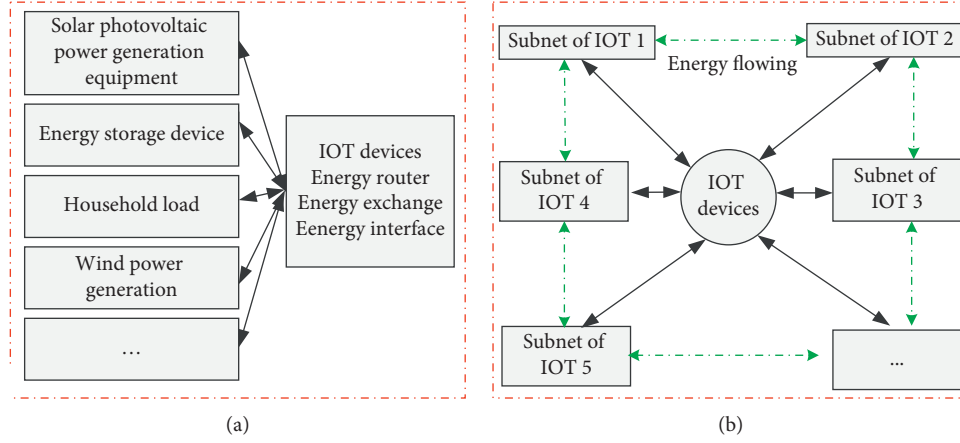 Solar photovoltaic
power generation
equipment
Energy storage device
Household load
Wind power
generation
...
IOT devices
Energy router
Energy exchange
Eenergy interface
(a)
Subnet of IOT 1
Subnet of IOT 2
Energy flowing
Subnet of
IOT 4
IOT
devices
Subnet of
IOT 3
Subnet of
IOT 5
...
(b)